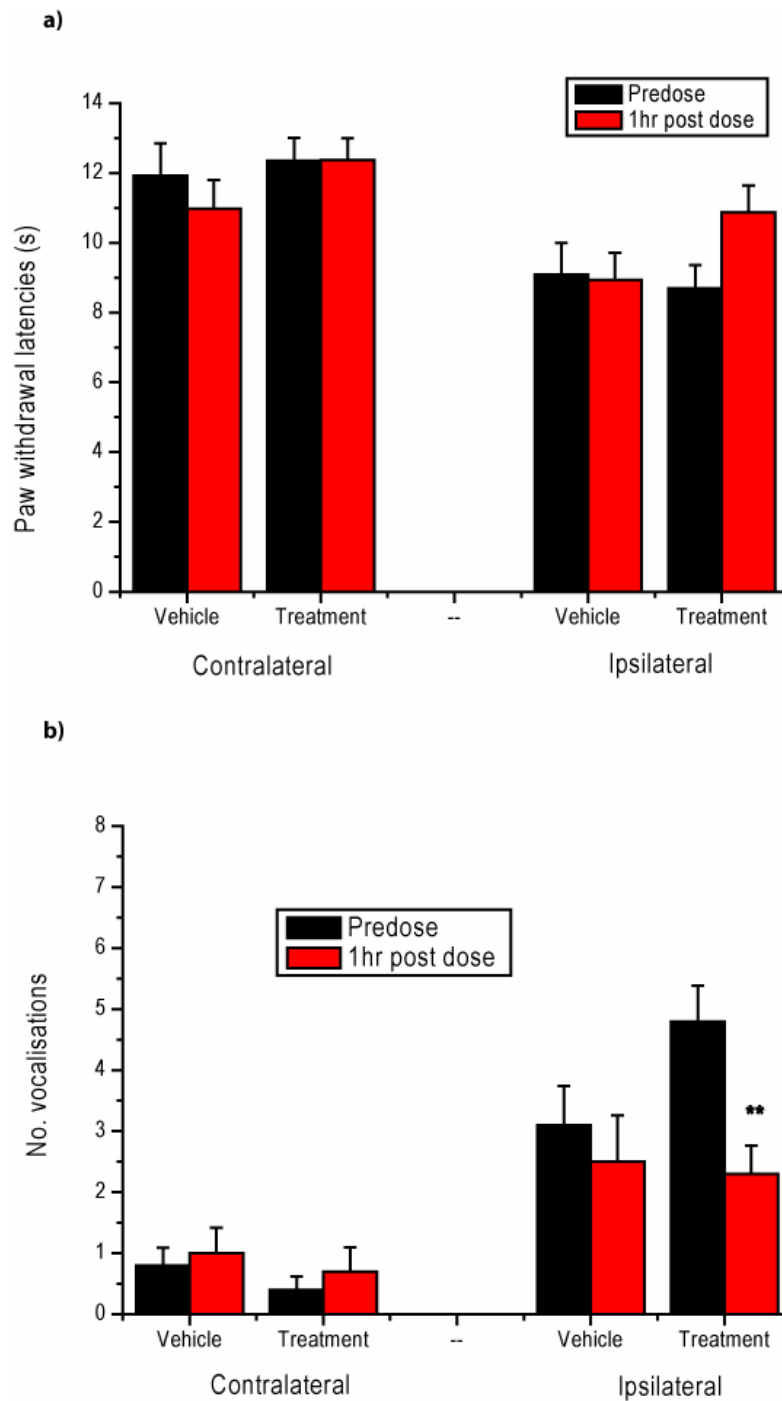 a)
Predose
1hr post dose
14
12
10
8
6
4
2
0
Paw withdrawal latencies (s)
Vehicle Treatment -- Vehicle Treatment
Contralateral Ipsilateral
b)
8
7
6
5
4
3
2
1
0
No. vocalisations
Predose
1hr post dose
**
Vehicle Treatment -- Vehicle Treatment
Contralateral Ipsilateral